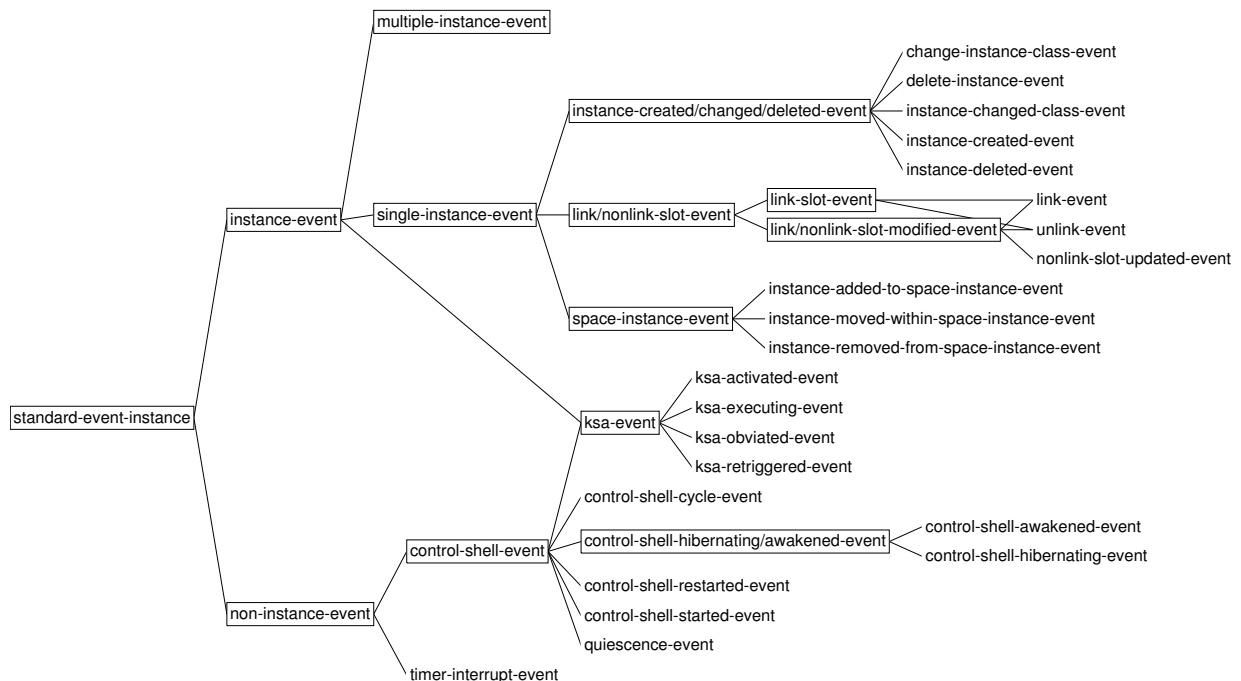 multiple-instance-event
change-instance-class-event
delete-instance-event
instance-created/changed/deleted-event
instance-changed-class-event
instance-created-event
instance-deleted-event
link-slot-event
link-event
instance-event
single-instance-event
link/nonlink-slot-event
link/nonlink-slot-modified-event
unlink-event
nonlink-slot-updated-event
instance-added-to-space-instance-event
space-instance-event
instance-moved-within-space-instance-event
instance-removed-from-space-instance-event
ksa-activated-event
standard-event-instance
ksa-executing-event
ksa-event
ksa-obviated-event
ksa-retriggered-event
control-shell-cycle-event
control-shell-awakened-event
control-shell-event
control-shell-hibernating/awakened-event
control-shell-hibernating-event
control-shell-restarted-event
non-instance-event
control-shell-started-event
quiescence-event
timer-interrupt-event